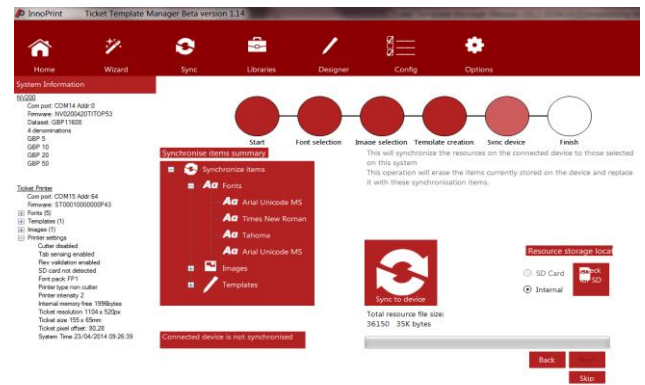 InnoPrint Ticket Template Manager Beta version 1.14
Home Wizard Sync Libraries Designer Config Options
System Information
NV200
Com port: COM14 Addr:0
Firmware: NV0200420TITOP53
Dataset: GBP11608
4 denominations
GBP 5
GBP 10
GBP 20
GBP 50
Ticket Printer
Com port: COM15 Addr:64
Firmware: ST00010000000P43
Fonts (5)
Templates (1)
Images (1)
Printer settings
Cutter disabled
Tab sensing enabled
Rev validation enabled
SD card not detected
Font pack FP1
Printer type non cutter
Printer intensity 2
Internal memory free 1996bytes
Ticket resolution 1104 x 520px
Ticket size 155 x 65mm
Ticket pixel offset: 80,28
System Time 23/04/2014 09:26:39
Start Font selection Image selection Temolate creation Sync device Finish
Synchronise items summary
Synchronize items
Fonts
Arial Unicode MS
Times New Roman
Tahoma
Arial Unicode MS
Images
Templates
Connected device is not synchronised
This will synchronize the resources on the connected device to those selected
on this system
This operation will erase the items currently stored on the device and replace
it with these synchronisation items.
Sync to device
Total resource file size:
36150 35K bytes
Resource storage locat
SD Card
Internal
SD
Back
Skip